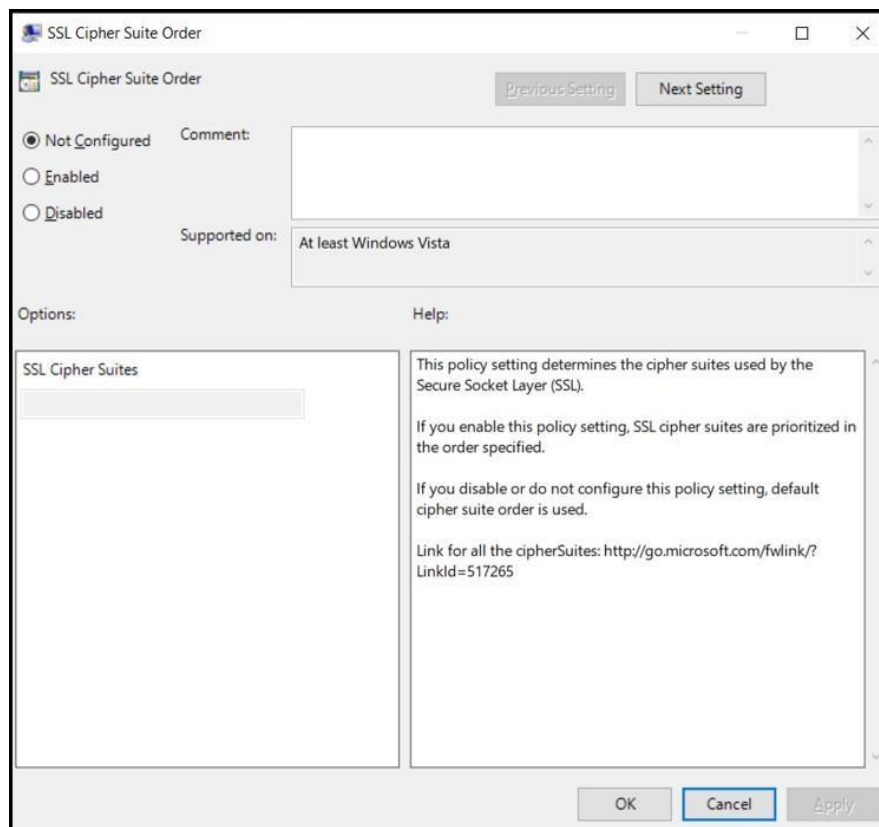 SSL Cipher Suite Order
SSL Cipher Suite Order
Previous Setting
Next Setting
Not Configured
Enabled
Disabled
Comment:
Supported on:
At least Windows Vista
Options:
Help:
SSL Cipher Suites
This policy setting determines the cipher suites used by the
Secure Socket Layer (SSL).
If you enable this policy setting, SSL cipher suites are prioritized in
the order specified.
If you disable or do not configure this policy setting, default
cipher suite order is used.
Link for all the cipherSuites: http://go.microsoft.com/fwlink/?
LinkId=517265
OK
Cancel
Apply